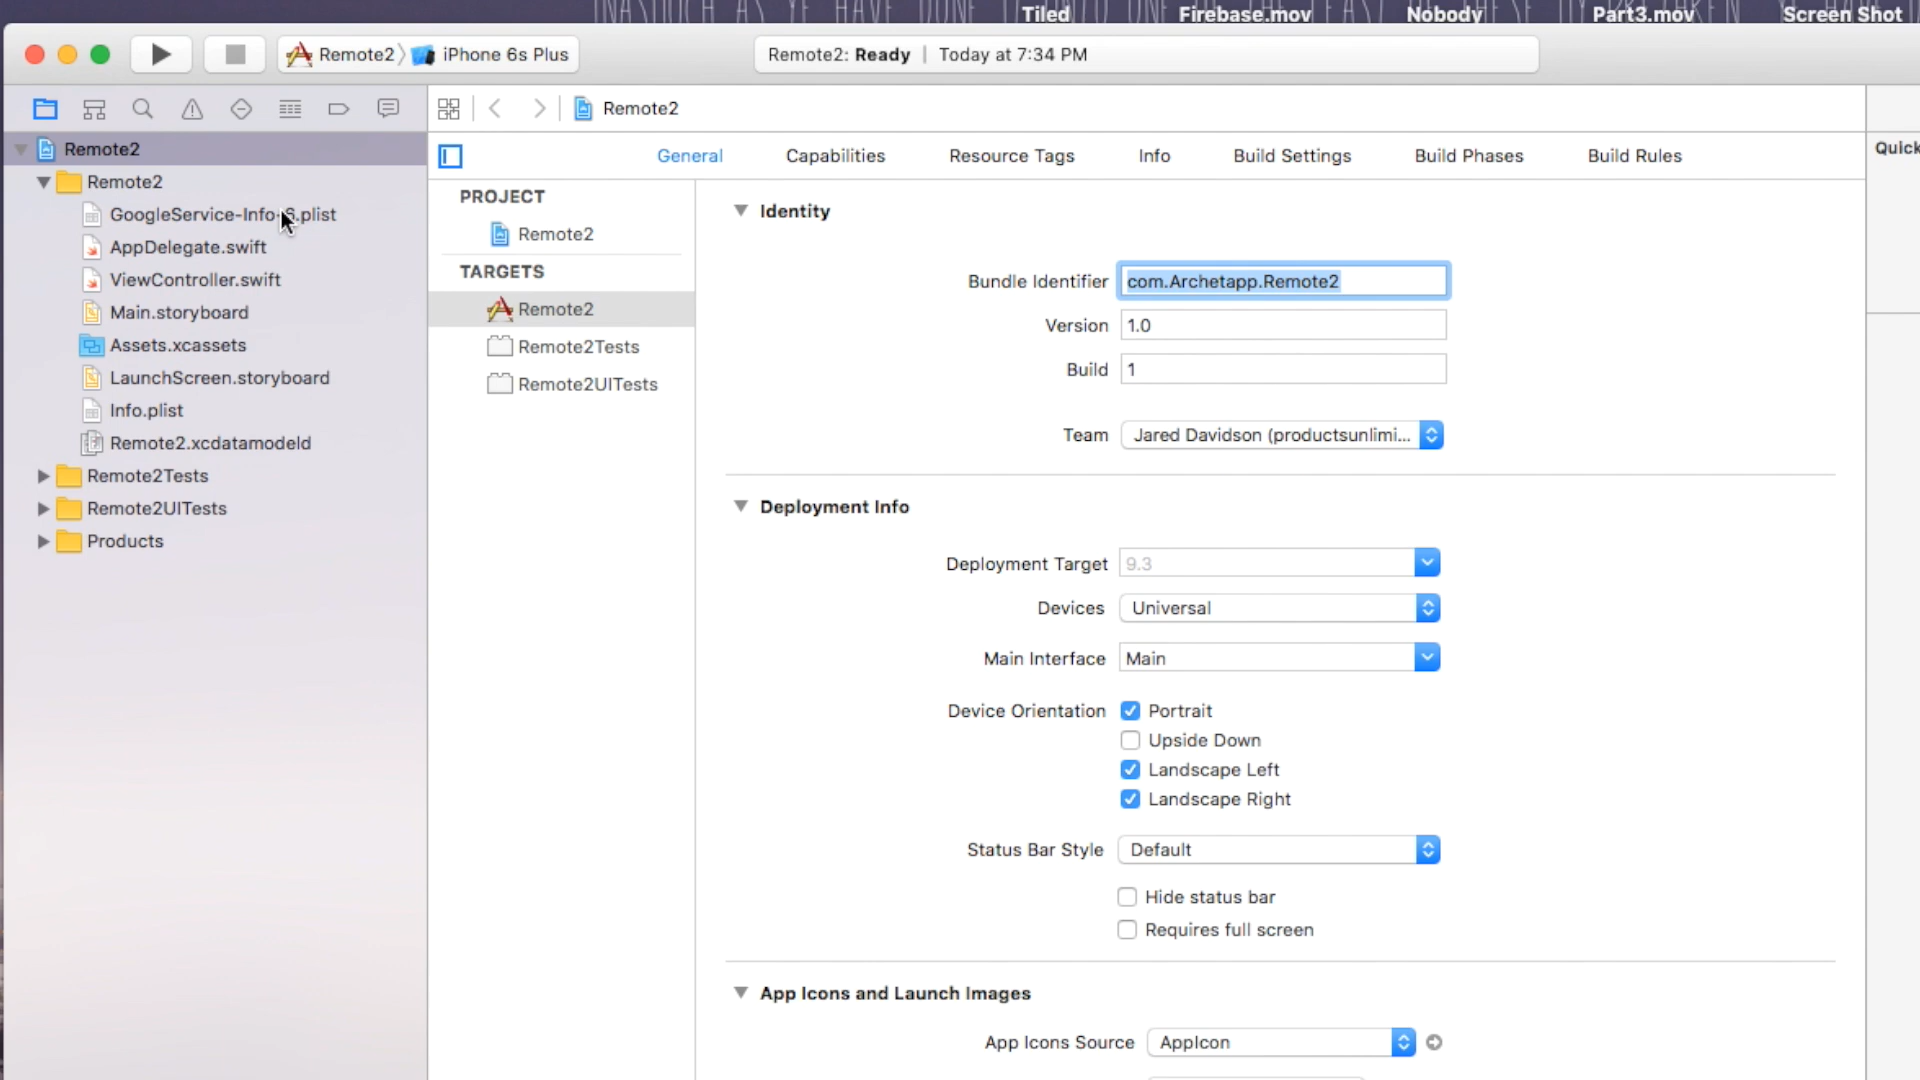 Tiled
Firebase.mov
Nobody
Part3.mov
Screen Shot
Remote2
iPhone 6s Plus
Remote2: Ready | Today at 7:34 PM
Remote2
Remote2
Remote2
GoogleService-Info-6.plist
AppDelegate.swift
ViewController.swift
Main.storyboard
Assets.xcassets
LaunchScreen.storyboard
Info.plist
Remote2.xcdatamodeld
Remote2Tests
Remote2UITests
Products
General
Capabilities
Resource Tags
Info
Build Settings
Build Phases
Build Rules
Quick
PROJECT
Remote2
TARGETS
Remote2
Remote2Tests
Remote2UITests
Identity
Bundle Identifier com.Archetapp.Remote2
Version 1.0
Build 1
Team Jared Davidson (productsunlimi...
Deployment Info
Deployment Target 9.3
Devices Universal
Main Interface Main
Device Orientation Portrait
Upside Down
Landscape Left
Landscape Right
Status Bar Style Default
Hide status bar
Requires full screen
App Icons and Launch Images
App Icons Source AppIcon